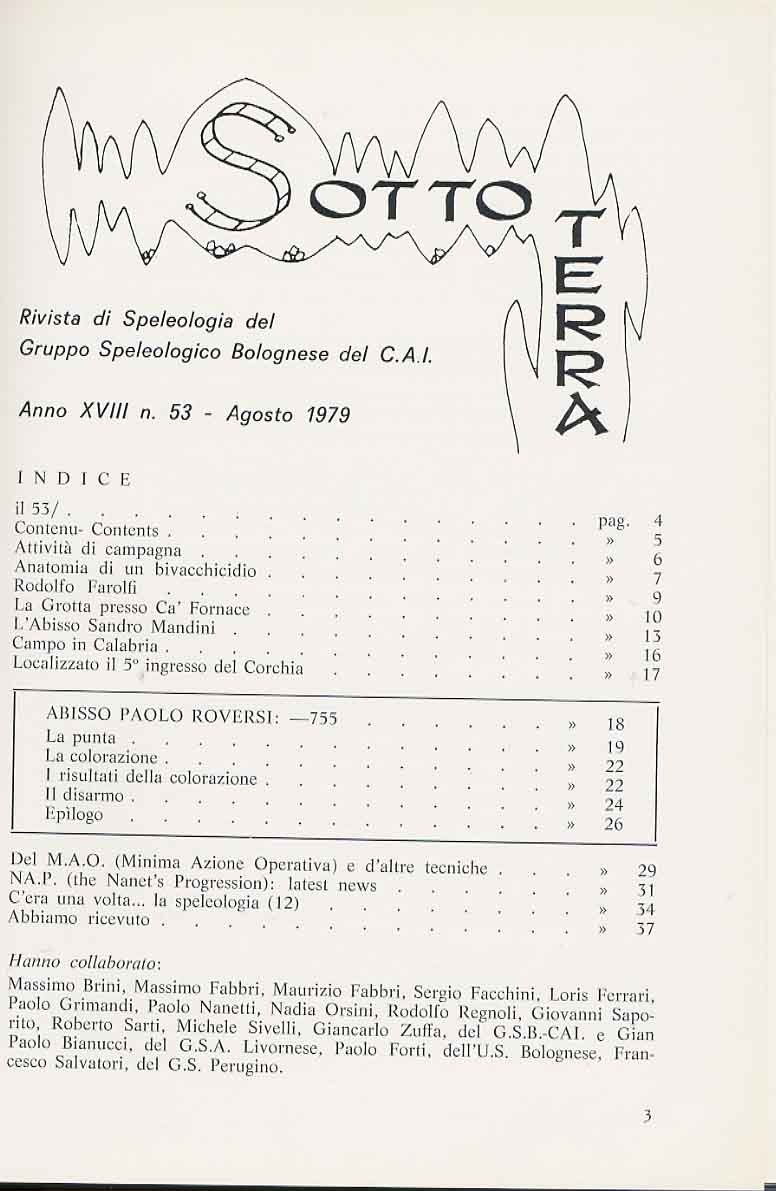 SOTTO
TERRA
Rivista di Speleologia del
Gruppo Speleologico Bolognese del C.A.I.
Anno XVIII n. 53 - Agosto 1979
INDICE
il 53/ . . . . . . . . . . . . . . pag. 4
Contenu- Contents . . . . . . . . . . . . » 5
Attività di campagna . . . . . . . . . . . . » 6
Anatomia di un bivacchicidio . . . . . . . . . . » 7
Rodolfo Farolfi . . . . . . . . . . . . » 9
La Grotta presso Ca' Fornace . . . . . . . . . . » 10
L'Abisso Sandro Mandini . . . . . . . . . . . » 13
Campo in Calabria . . . . . . . . . . . . . » 16
Localizzato il 5° ingresso del Corchia . . . . . . . . » 17
ABISSO PAOLO ROVERSI: —755 . . . . . . » 18
La punta . . . . . . . . . . . . . » 19
La colorazione . . . . . . . . . . . . » 22
I risultati della colorazione . . . . . . . . . » 22
Il disarmo . . . . . . . . . . . . . » 24
Epilogo . . . . . . . . . . . . . » 26
Del M.A.O. (Minima Azione Operativa) e d'altre tecniche . . . » 29
NA.P. (the Nanet's Progression): latest news . . . . . . » 31
C'era una volta... la speleologia (12) . . . . . . . . » 34
Abbiamo ricevuto . . . . . . . . . . . . . » 37
Hanno collaborato:
Massimo Brini, Massimo Fabbri, Maurizio Fabbri, Sergio Facchini, Loris Ferrari,
Paolo Grimandi, Paolo Nanetti, Nadia Orsini, Rodolfo Regnoli, Giovanni Sapo-
rito, Roberto Sarti, Michele Sivelli, Giancarlo Zuffa, del G.S.B.-CAI. e Gian
Paolo Bianucci, del G.S.A. Livornese, Paolo Forti, dell'U.S. Bolognese, Fran-
cesco Salvatori, del G.S. Perugino.
3